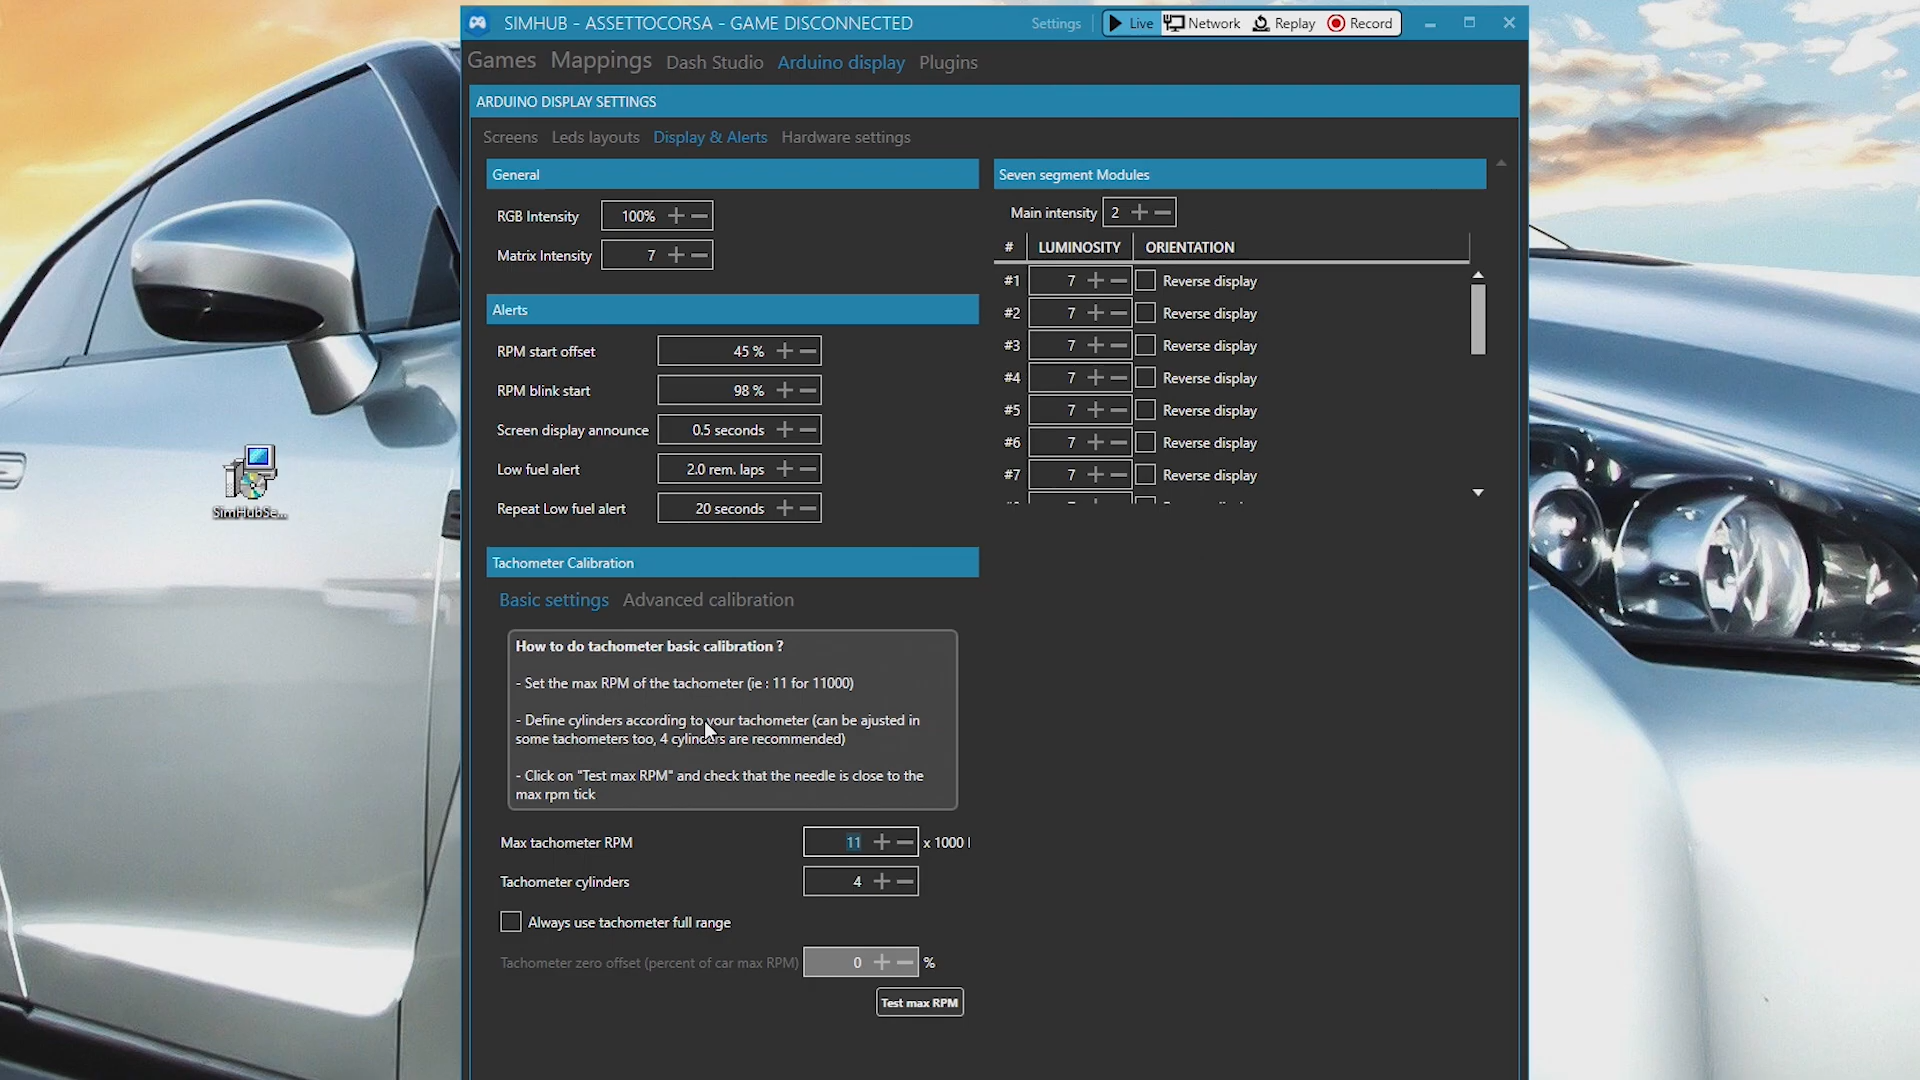 SIMHUB - ASSETTOCORSA - GAME DISCONNECTED
Settings
Live
Network
Replay
Record
Games
Mappings
Dash Studio
Arduino display
Plugins
ARDUINO DISPLAY SETTINGS
Screens
Leds layouts
Display & Alerts
Hardware settings
General
RGB Intensity 100%
Matrix Intensity 7
Alerts
RPM start offset 45 %
RPM blink start 98 %
Screen display announce 0.5 seconds
Low fuel alert 2.0 rem. laps
Repeat Low fuel alert 20 seconds
Tachometer Calibration
Basic settings
Advanced calibration
How to do tachometer basic calibration ?
- Set the max RPM of the tachometer (ie : 11 for 11000)
- Define cylinders according to your tachometer (can be ajusted in
some tachometers too, 4 cylinders are recommended)
- Click on "Test max RPM" and check that the needle is close to the
max rpm tick
Max tachometer RPM 11 x 1000
Tachometer cylinders 4
Always use tachometer full range
Tachometer zero offset (percent of car max RPM) 0 %
Test max RPM
Seven segment Modules
Main intensity 2
# LUMINOSITY ORIENTATION
#1 7 Reverse display
#2 7 Reverse display
#3 7 Reverse display
#4 7 Reverse display
#5 7 Reverse display
#6 7 Reverse display
#7 7 Reverse display
SimHubSe...